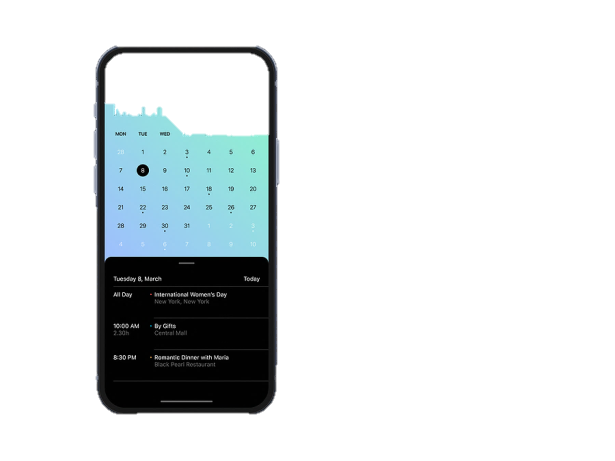 MON TUE WED
28 1 2 3 4 5 6
7 8 9 10 11 12 13
14 15 16 17 18 19 20
21 22 23 24 25 26 27
28 29 30 31 1 2 3
4 5 6 7 8 9 10
Tuesday 8, March Today
All Day International Women's Day
New York, New York
10:00 AM By Gifts
2.30h Central Mall
8:30 PM Romantic Dinner with Maria
Black Pearl Restaurant